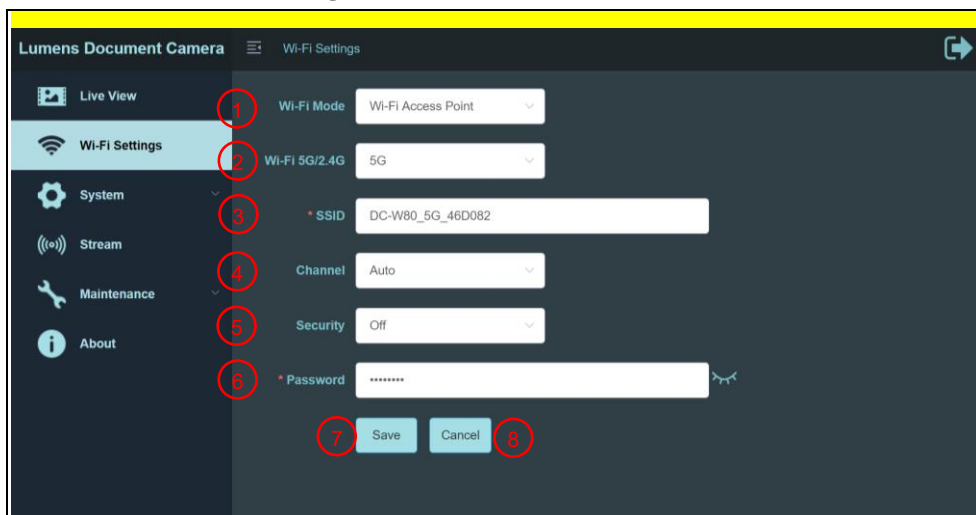 Lumens Document Camera Wi-Fi Settings
Live View
1 Wi-Fi Mode Wi-Fi Access Point
Wi-Fi Settings
2 Wi-Fi 5G/2.4G 5G
System
3 * SSID DC-W80_5G_46D082
Stream
4 Channel Auto
Maintenance
5 Security Off
About
6 * Password ••••••••
7 Save Cancel 8